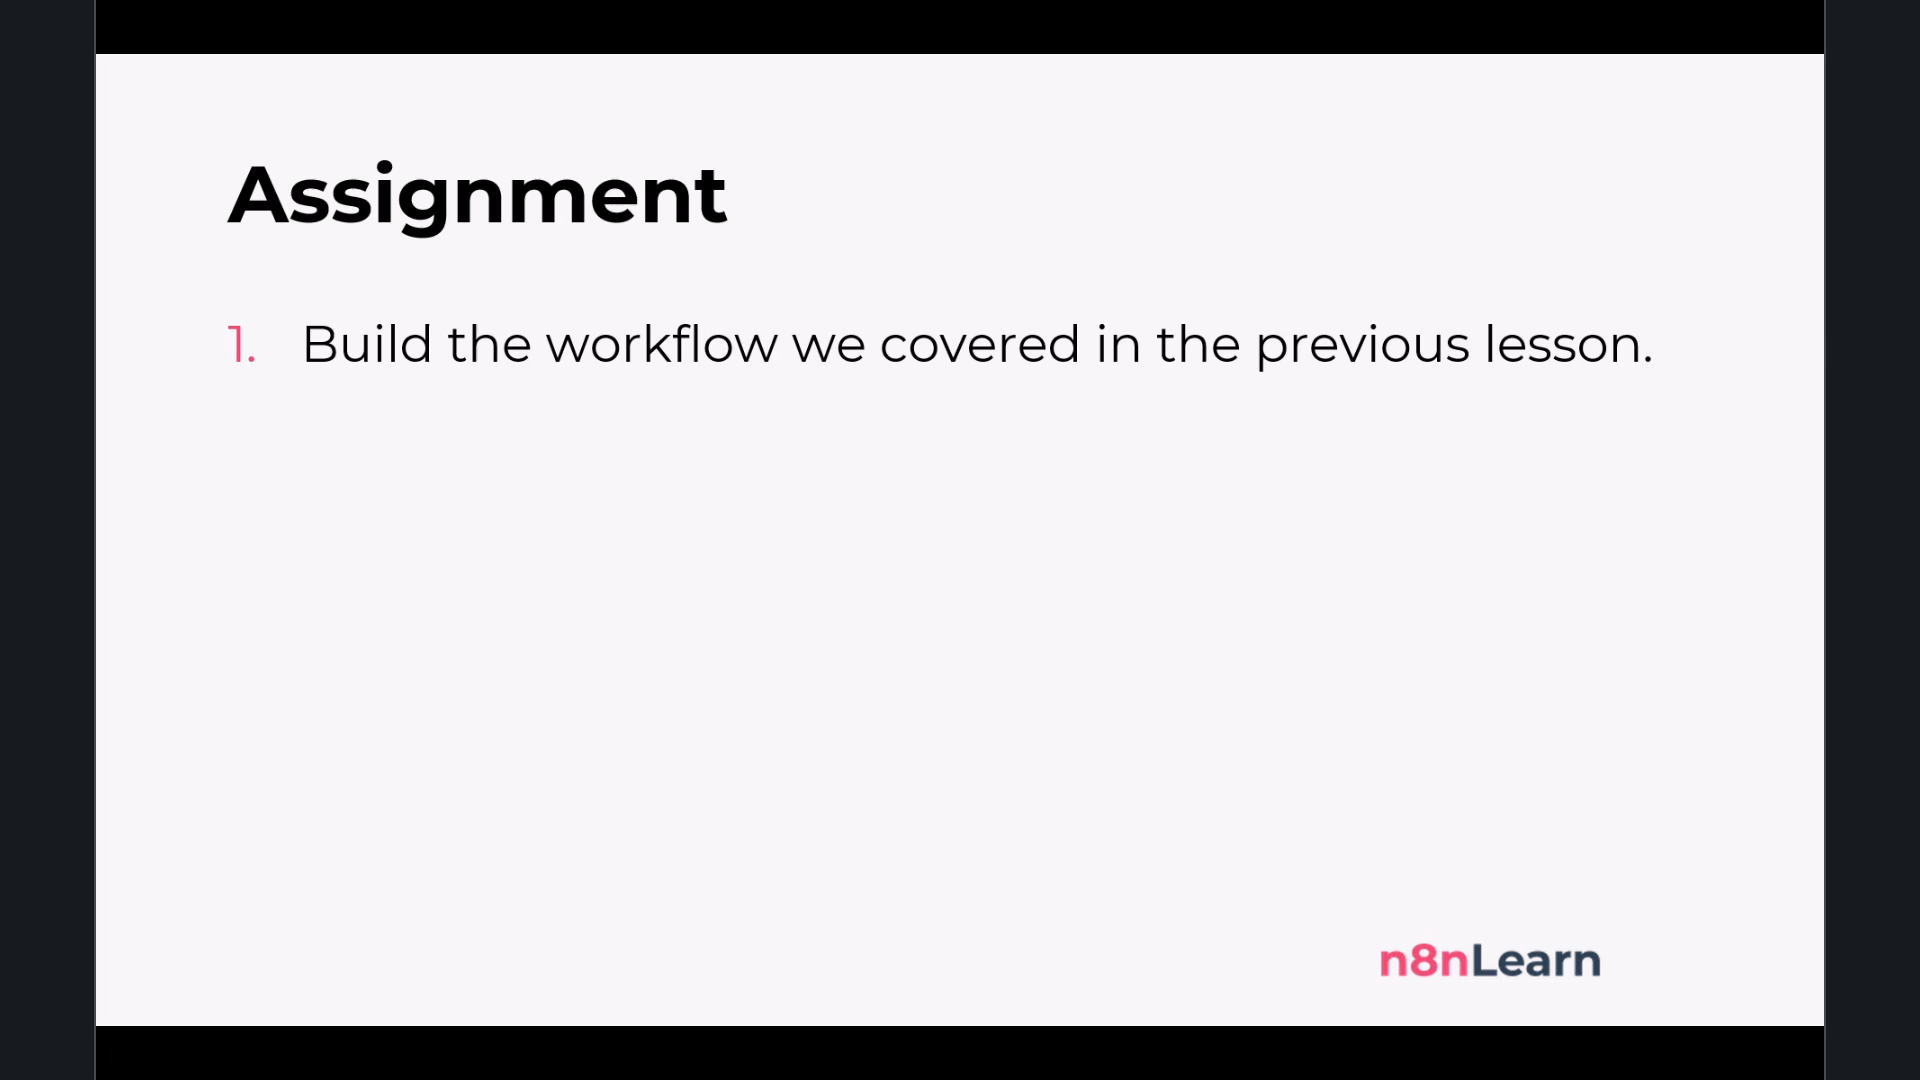 Assignment
1. Build the workflow we covered in the previous lesson.
n8nLearn